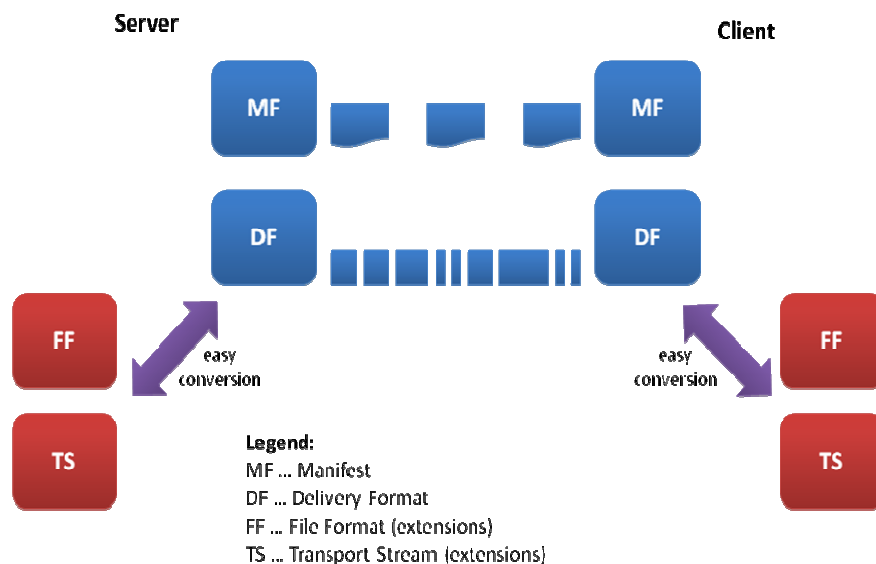 Server
Client
MF
MF
DF
DF
FF
FF
easy
conversion
easy
conversion
TS
TS
Legend:
MF ... Manifest
DF ... Delivery Format
FF ... File Format (extensions)
TS ... Transport Stream (extensions)